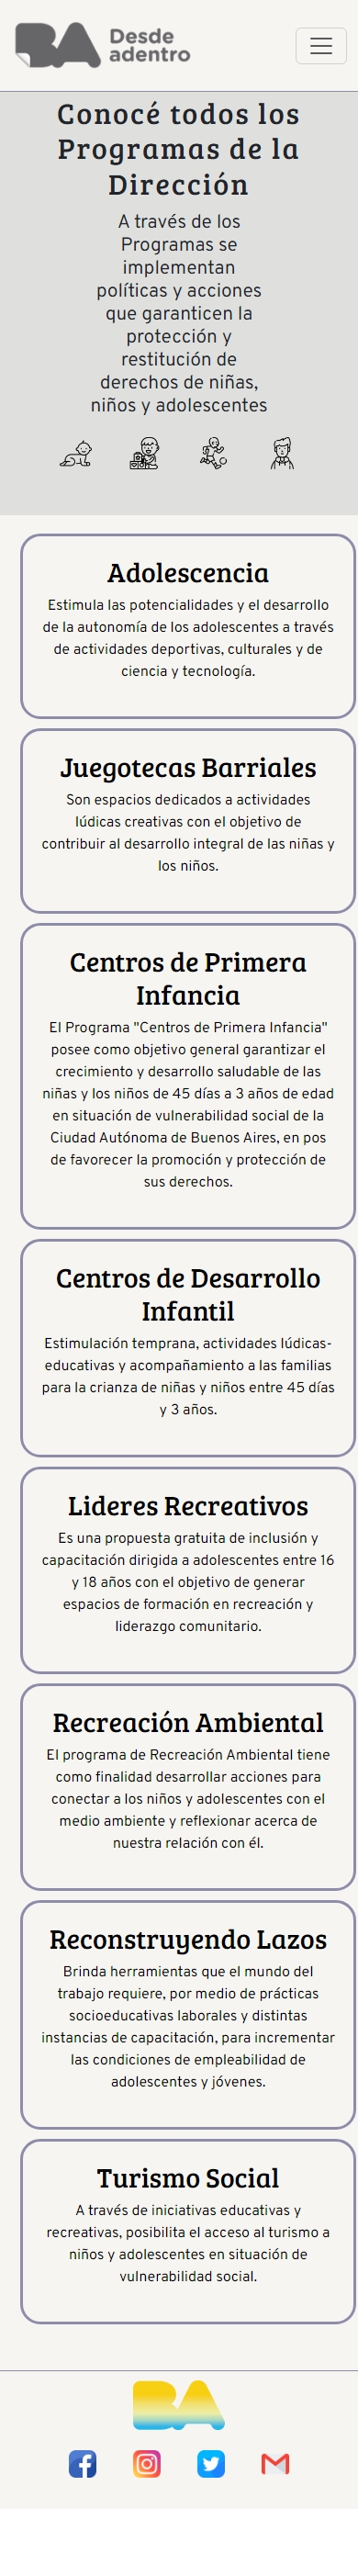 BA Desde
adentro
Conocé todos los
Programas de la
Dirección
A través de los
Programas se
implementan
políticas y acciones
que garanticen la
protección y
restitución de
derechos de niñas,
niños y adolescentes
Adolescencia
Estimula las potencialidades y el desarrollo
de la autonomía de los adolescentes a través
de actividades deportivas, culturales y de
ciencia y tecnología.
Juegotecas Barriales
Son espacios dedicados a actividades
lúdicas creativas con el objetivo de
contribuir al desarrollo integral de las niñas y
los niños.
Centros de Primera
Infancia
El Programa "Centros de Primera Infancia"
posee como objetivo general garantizar el
crecimiento y desarrollo saludable de las
niñas y los niños de 45 días a 3 años de edad
en situación de vulnerabilidad social de la
Ciudad Autónoma de Buenos Aires, en pos
de favorecer la promoción y protección de
sus derechos.
Centros de Desarrollo
Infantil
Estimulación temprana, actividades lúdicas-
educativas y acompañamiento a las familias
para la crianza de niñas y niños entre 45 días
y 3 años.
Lideres Recreativos
Es una propuesta gratuita de inclusión y
capacitación dirigida a adolescentes entre 16
y 18 años con el objetivo de generar
espacios de formación en recreación y
liderazgo comunitario.
Recreación Ambiental
El programa de Recreación Ambiental tiene
como finalidad desarrollar acciones para
conectar a los niños y adolescentes con el
medio ambiente y reflexionar acerca de
nuestra relación con él.
Reconstruyendo Lazos
Brinda herramientas que el mundo del
trabajo requiere, por medio de prácticas
socioeducativas laborales y distintas
instancias de capacitación, para incrementar
las condiciones de empleabilidad de
adolescentes y jóvenes.
Turismo Social
A través de iniciativas educativas y
recreativas, posibilita el acceso al turismo a
niños y adolescentes en situación de
vulnerabilidad social.
BA